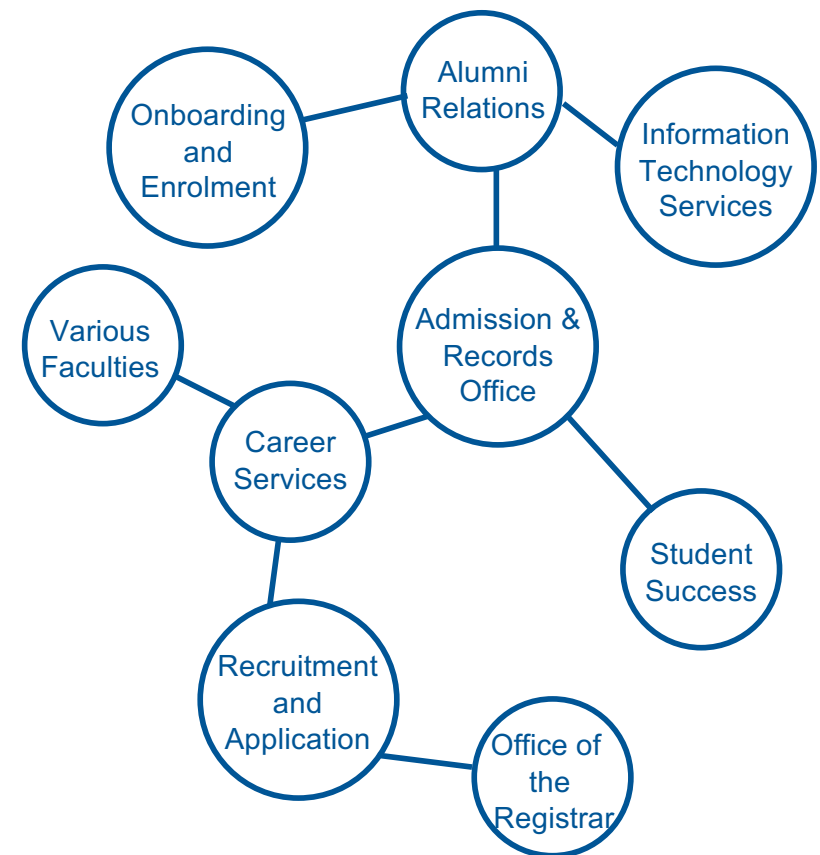 Alumni
Relations
Onboarding
and
Enrolment
Information
Technology
Services
Admission &
Records
Office
Various
Faculties
Career
Services
Student
Success
Recruitment
and
Application
Office of
the
Registrar